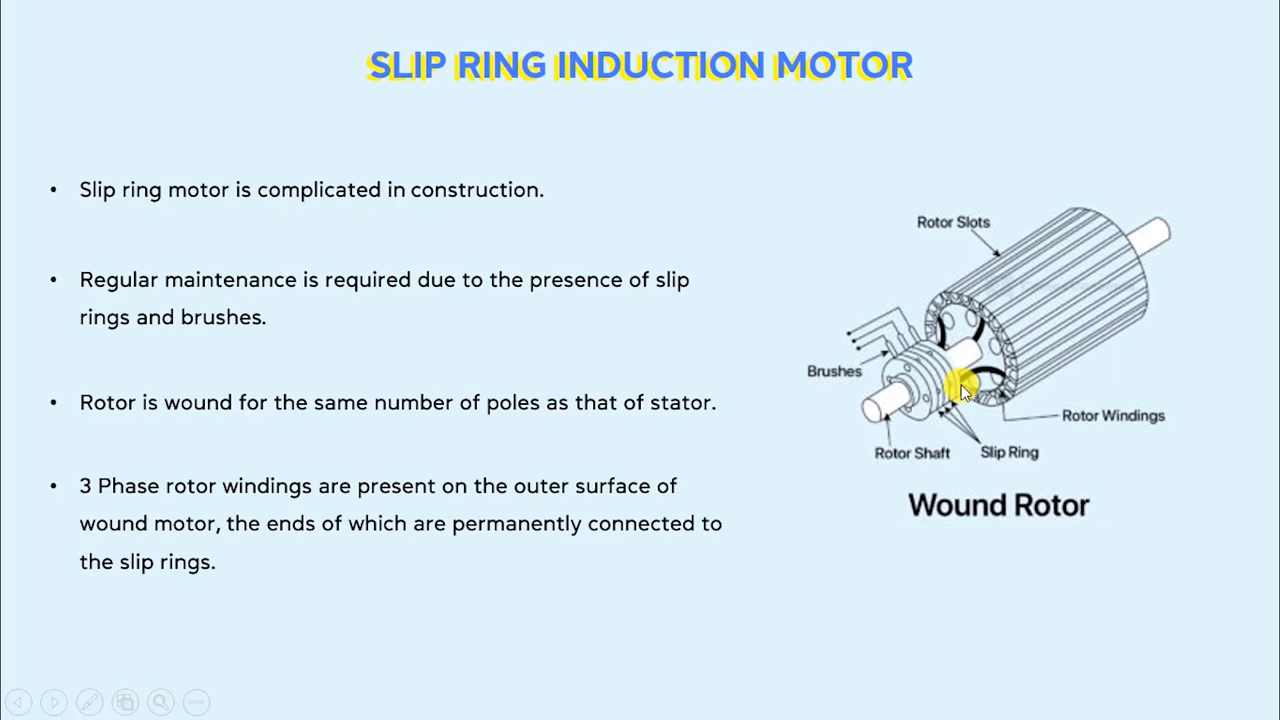 SLIP RING INDUCTION MOTOR
• Slip ring motor is complicated in construction.
• Regular maintenance is required due to the presence of slip
rings and brushes.
• Rotor is wound for the same number of poles as that of stator.
• 3 Phase rotor windings are present on the outer surface of
wound motor, the ends of which are permanently connected to
the slip rings.
Rotor Slots
Brushes
Rotor Windings
Rotor Shaft
Slip Ring
Wound Rotor